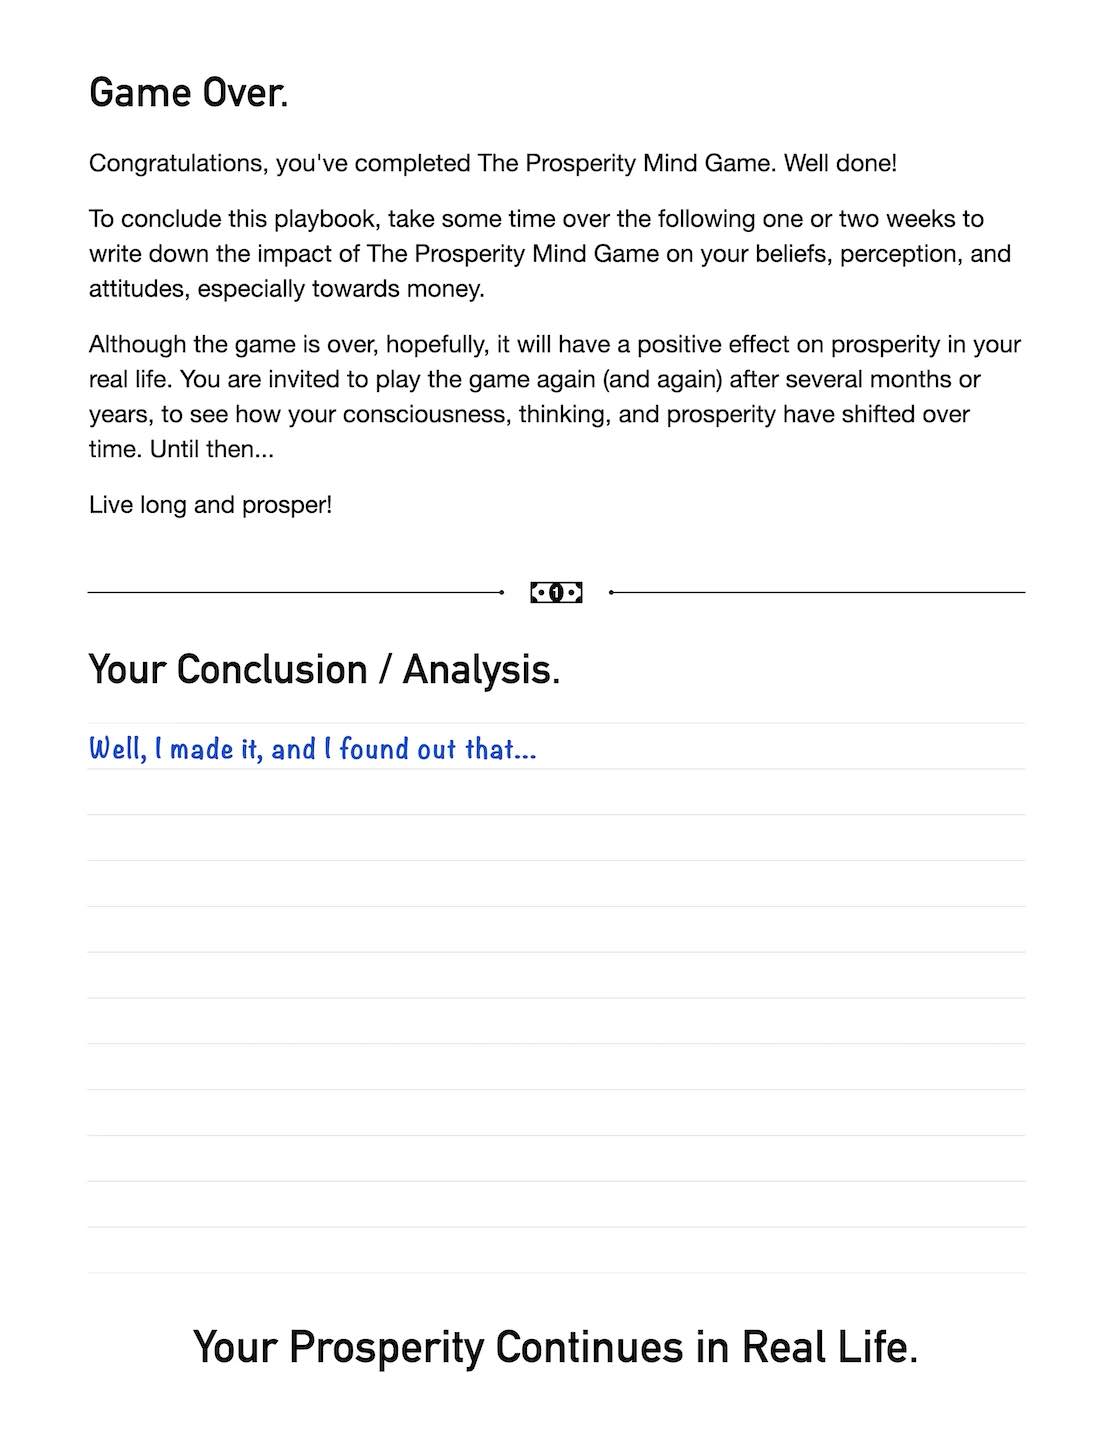 Game Over.
Congratulations, you've completed The Prosperity Mind Game. Well done!
To conclude this playbook, take some time over the following one or two weeks to
write down the impact of The Prosperity Mind Game on your beliefs, perception, and
attitudes, especially towards money.
Although the game is over, hopefully, it will have a positive effect on prosperity in your
real life. You are invited to play the game again (and again) after several months or
years, to see how your consciousness, thinking, and prosperity have shifted over
time. Until then...
Live long and prosper!
1
Your Conclusion / Analysis.
Well, I made it, and I found out that...
Your Prosperity Continues in Real Life.